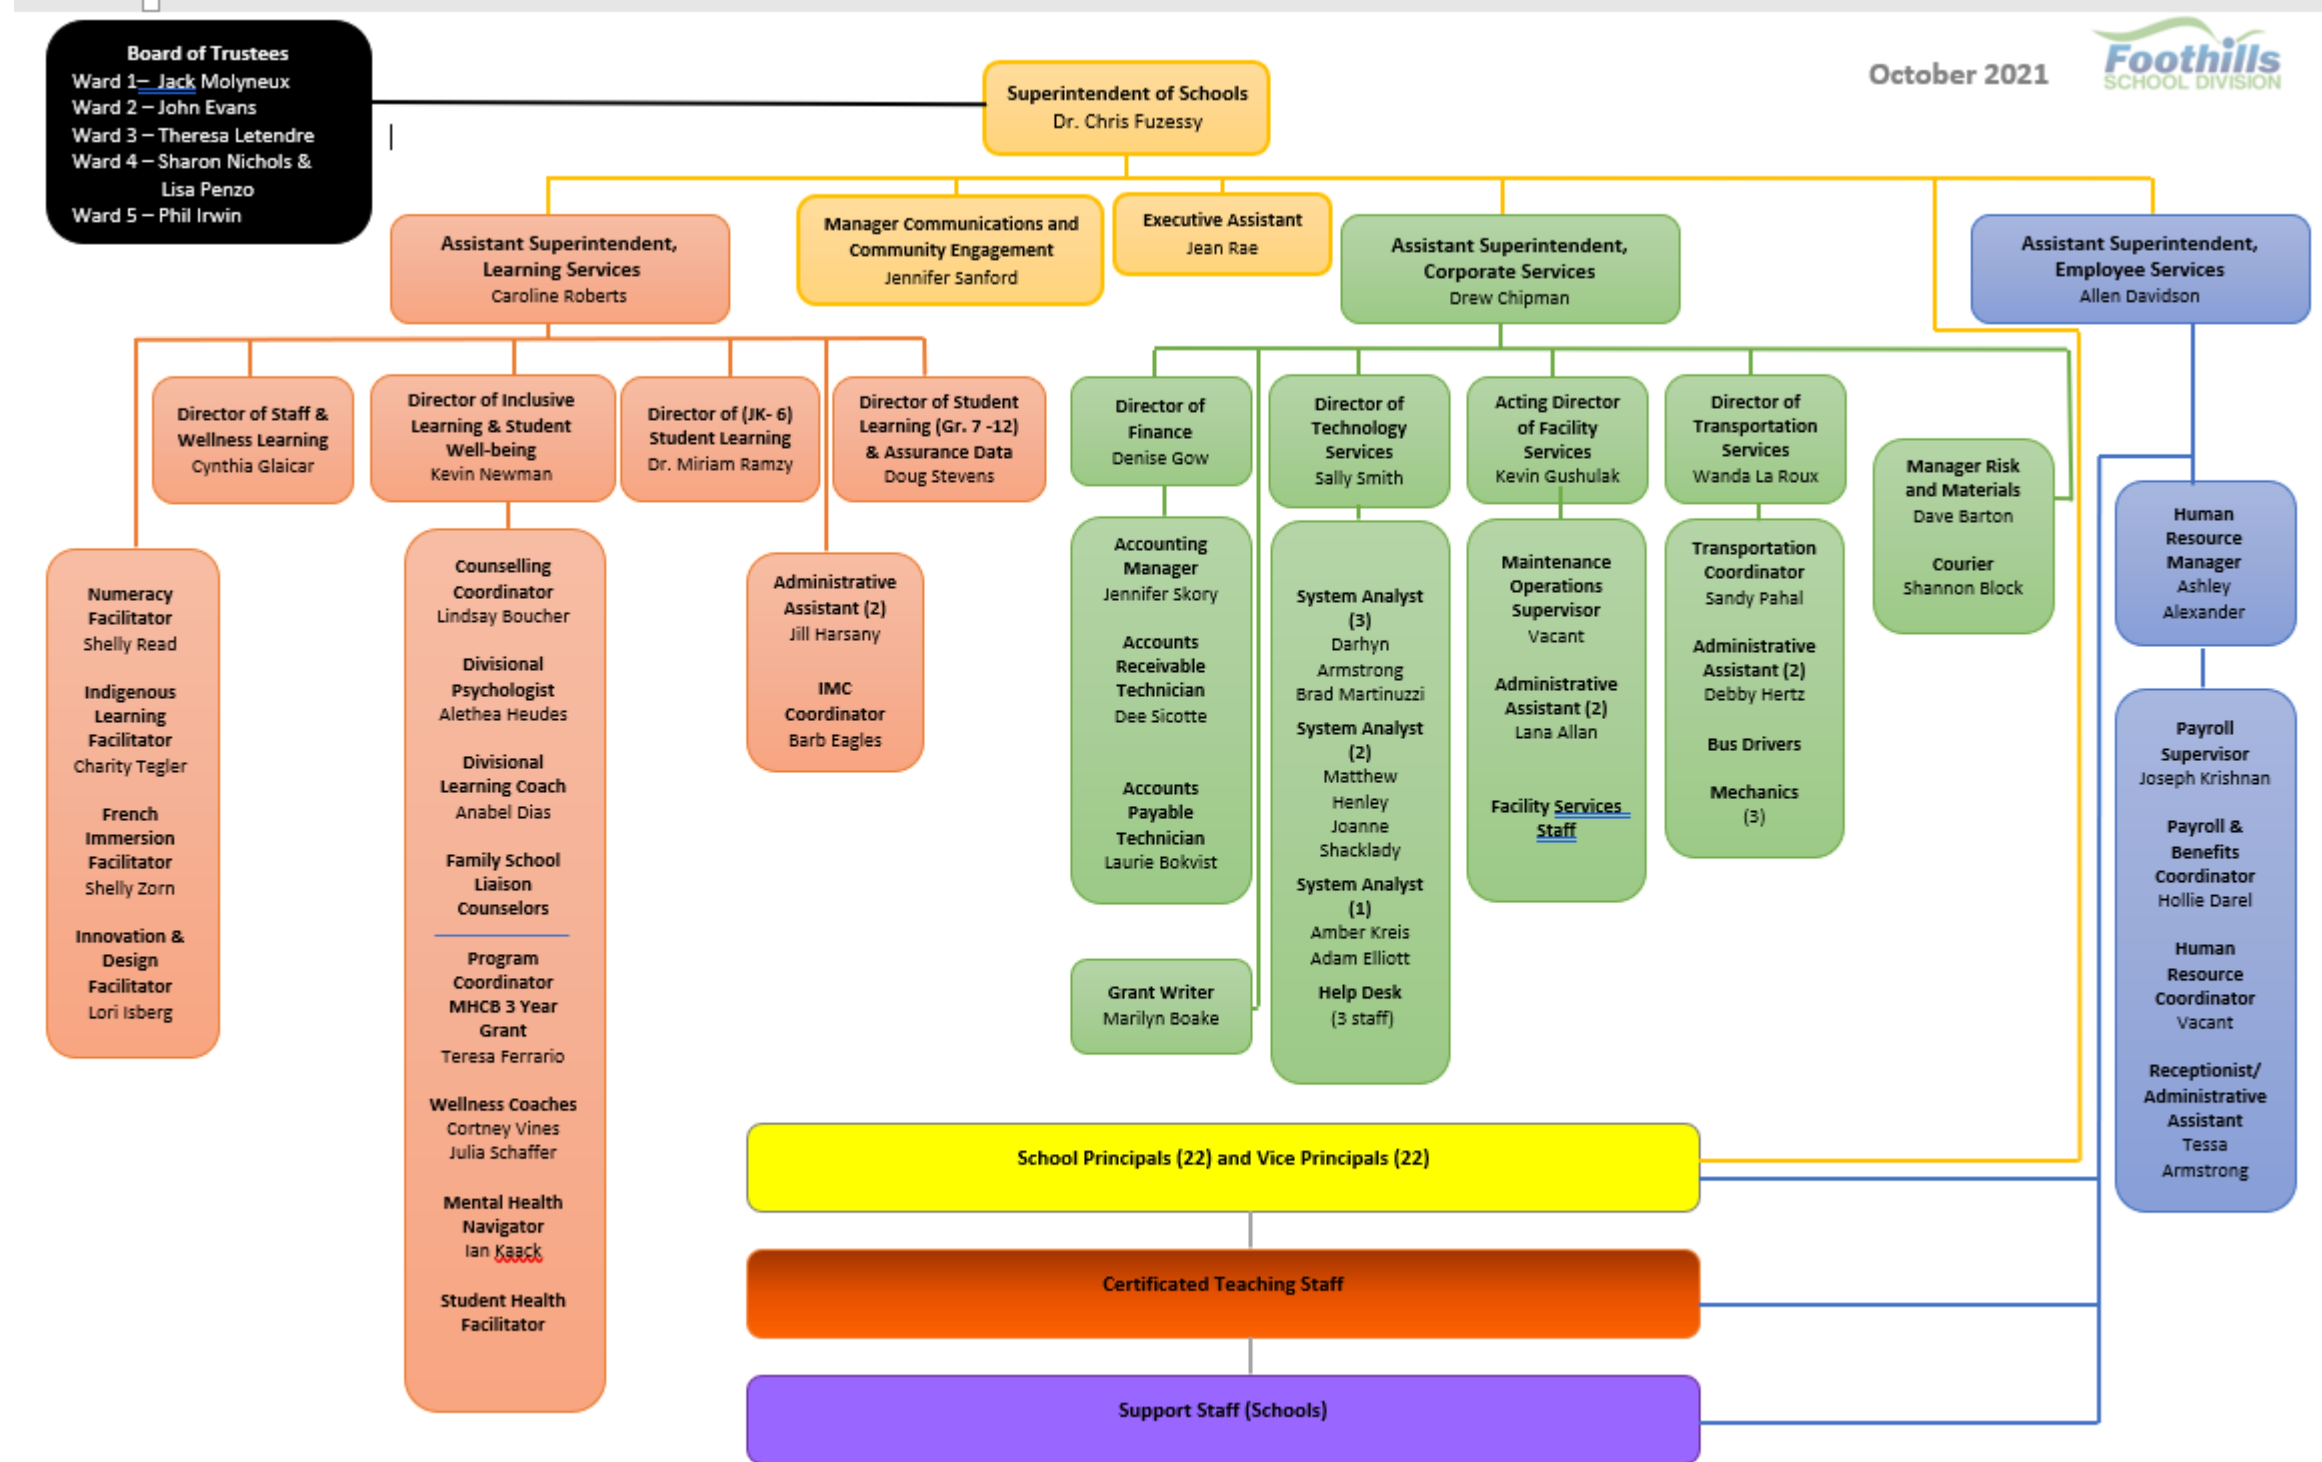 Board of Trustees
Ward 1– Jack Molyneux
Ward 2 – John Evans
Ward 3 – Theresa Letendre
Ward 4 – Sharon Nichols &
Lisa Penzo
Ward 5 – Phil Irwin
Superintendent of Schools
Dr. Chris Fuzessy
October 2021
Foothills
SCHOOL DIVISION
Assistant Superintendent,
Learning Services
Caroline Roberts
Manager Communications and
Community Engagement
Jennifer Sanford
Executive Assistant
Jean Rae
Assistant Superintendent,
Corporate Services
Drew Chipman
Assistant Superintendent,
Employee Services
Allen Davidson
Director of Staff &
Wellness Learning
Cynthia Glaicar
Director of Inclusive
Learning & Student
Well-being
Kevin Newman
Director of (JK- 6)
Student Learning
Dr. Miriam Ramzy
Director of Student
Learning (Gr. 7 -12)
& Assurance Data
Doug Stevens
Director of
Finance
Denise Gow
Director of
Technology
Services
Sally Smith
Acting Director
of Facility
Services
Kevin Gushulak
Director of
Transportation
Services
Wanda La Roux
Manager Risk
and Materials
Dave Barton
Courier
Shannon Block
Human
Resource
Manager
Ashley
Alexander
Numeracy
Facilitator
Shelly Read
Indigenous
Learning
Facilitator
Charity Tegler
French
Immersion
Facilitator
Shelly Zorn
Innovation &
Design
Facilitator
Lori Isberg
Counselling
Coordinator
Lindsay Boucher
Divisional
Psychologist
Alethea Heudes
Divisional
Learning Coach
Anabel Dias
Family School
Liaison
Counselors
Program
Coordinator
MHCB 3 Year
Grant
Teresa Ferrario
Wellness Coaches
Cortney Vines
Julia Schaffer
Mental Health
Navigator
Ian Kaack
Student Health
Facilitator
Administrative
Assistant (2)
Jill Harsany
IMC
Coordinator
Barb Eagles
Accounting
Manager
Jennifer Skory
Accounts
Receivable
Technician
Dee Sicotte
Accounts
Payable
Technician
Laurie Bokvist
Grant Writer
Marilyn Boake
System Analyst
(3)
Darhyn
Armstrong
Brad Martinuzzi
System Analyst
(2)
Matthew
Henley
Joanne
Shacklady
System Analyst
(1)
Amber Kreis
Adam Elliott
Help Desk
(3 staff)
Maintenance
Operations
Supervisor
Vacant
Administrative
Assistant (2)
Lana Allan
Facility Services
Staff
Transportation
Coordinator
Sandy Pahal
Administrative
Assistant (2)
Debby Hertz
Bus Drivers
Mechanics
(3)
Payroll
Supervisor
Joseph Krishnan
Payroll &
Benefits
Coordinator
Hollie Darel
Human
Resource
Coordinator
Vacant
Receptionist/
Administrative
Assistant
Tessa
Armstrong
School Principals (22) and Vice Principals (22)
Certificated Teaching Staff
Support Staff (Schools)